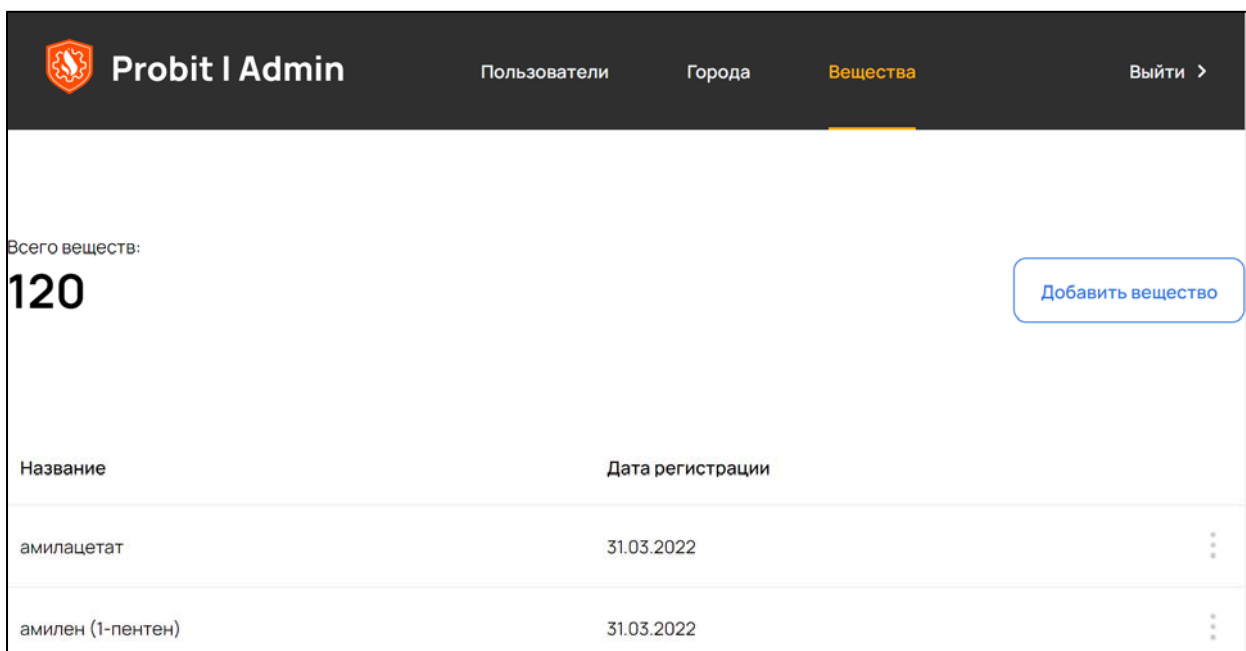 Probit | Admin Пользователи Города Вещества Выйти >
Всего веществ:
120
Добавить вещество
Название Дата регистрации
амилацетат 31.03.2022
амилен (1-пентен) 31.03.2022